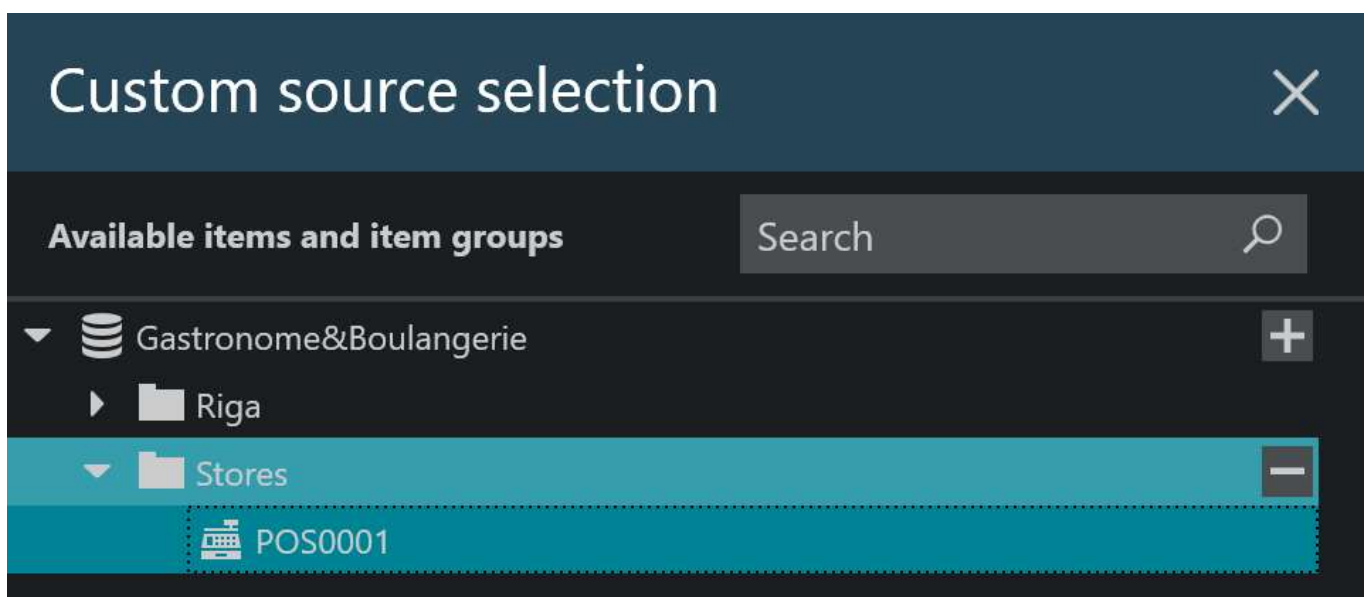 Custom source selection
Available items and item groups
Search
Gastronome&Boulangerie
Riga
Stores
POS0001